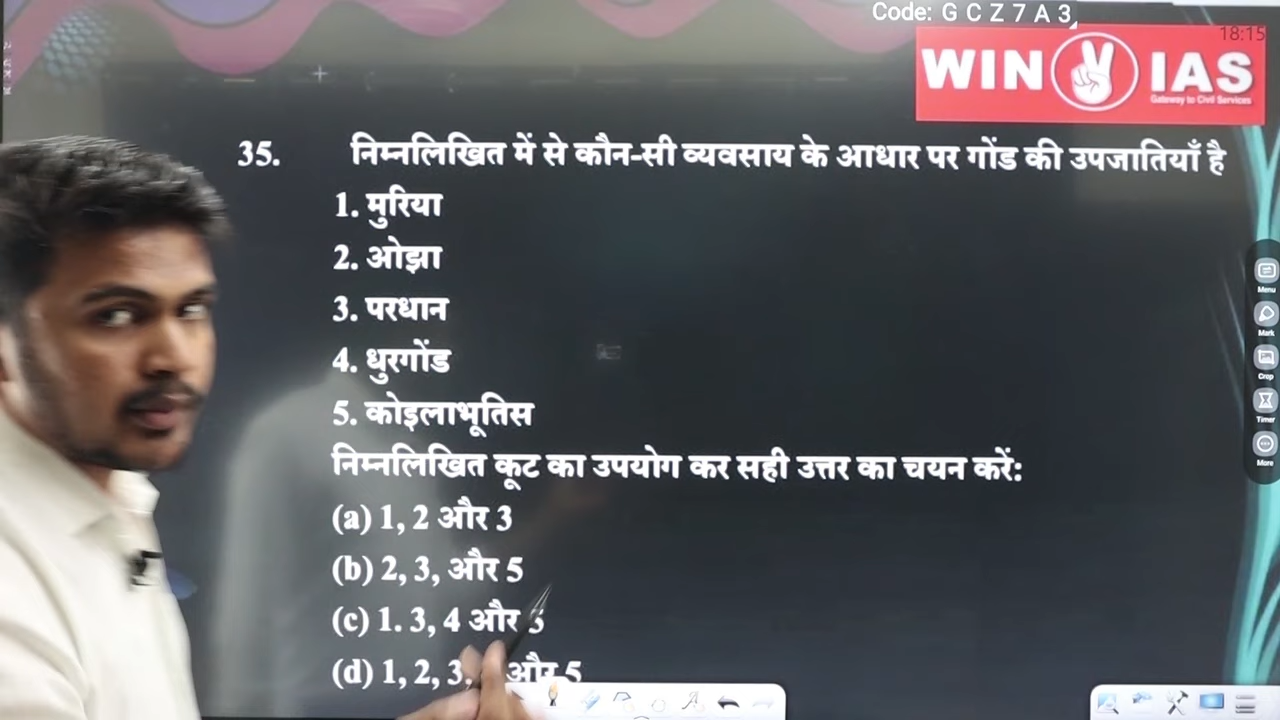 Code: G C Z 7 A 3
18:15
WIN IAS
Gateway to Civil Services
35. निम्नलिखित में से कौन-सी व्यवसाय के आधार पर गोंड की उपजातियाँ है
1. मुरिया
2. ओझा
3. परधान
4. धुरगोंड
5. कोइलाभूतिस
निम्नलिखित कूट का उपयोग कर सही उत्तर का चयन करें:
(a) 1, 2 और 3
(b) 2, 3, और 5
(c) 1. 3, 4 और
(d) 1, 2, 3, और 5
Menu
Mark
Crop
Timer
More